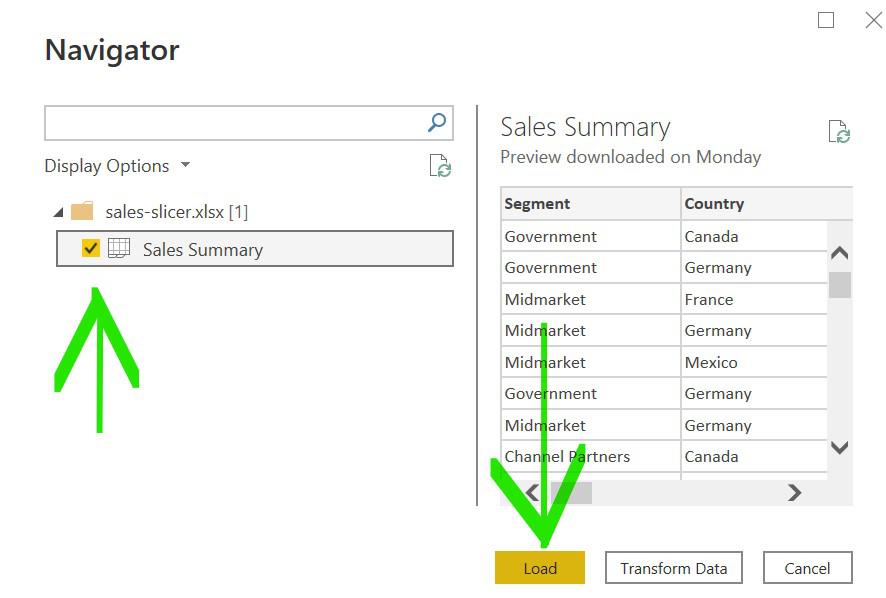 Navigator
Display Options
sales-slicer.xlsx [1]
Sales Summary
Sales Summary
Preview downloaded on Monday
Segment Country
Government Canada
Government Germany
Midmarket France
Midmarket Germany
Midmarket Mexico
Government Germany
Midmarket Germany
Channel Partners Canada
Load Transform Data Cancel